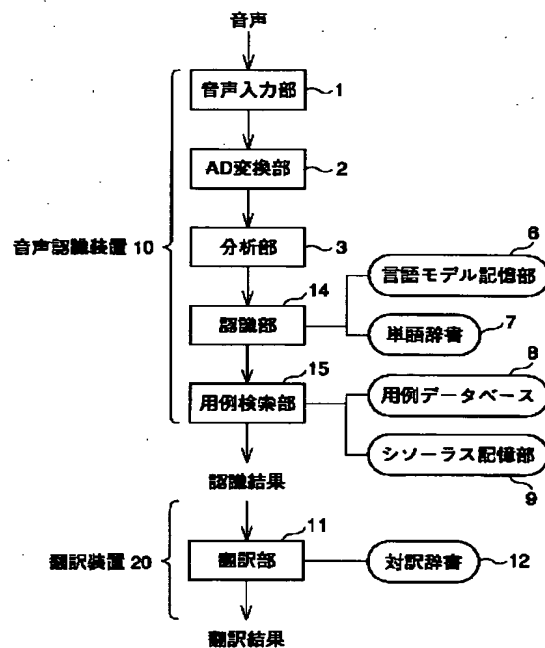 音声
音声入力部 1
AD変換部 2
分析部 3
音声認識装置 10
14
認識部
6
言語モデル記憶部
単語辞書
7
15
用例検索部
8
用例データベース
シソーラス記憶部
9
認識結果
翻訳装置 20
11
翻訳部
対訳辞書 12
翻訳結果